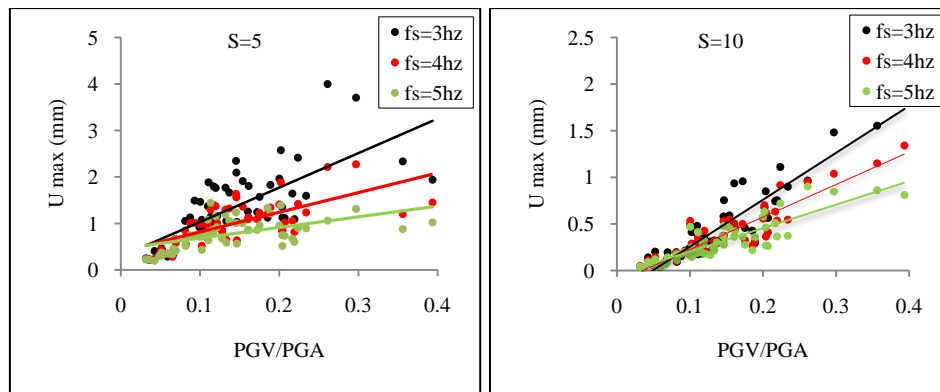 S=5
fs=3hz
fs=4hz
fs=5hz
U max (mm)
5
4
3
2
1
0
0 0.1 0.2 0.3 0.4
PGV/PGA
S=10
fs=3hz
fs=4hz
fs=5hz
U max (mm)
2.5
2
1.5
1
0.5
0
0 0.1 0.2 0.3 0.4
PGV/PGA